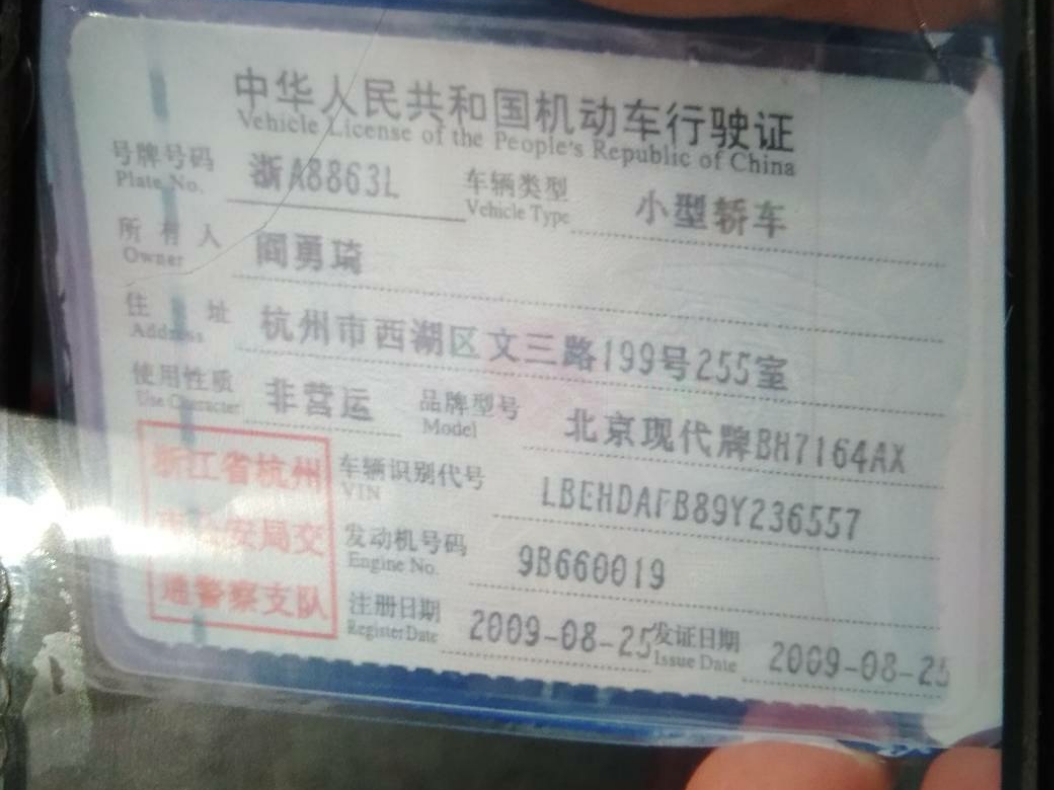 中华人民共和国机动车行驶证
Vehicle License of the People's Republic of China
号牌号码 浙A8863L 车辆类型 小型轿车
Plate No. Vehicle Type
所有人 阎勇琦
Owner
住址 杭州市西湖区文三路199号255室
Address
使用性质 非营运 品牌型号 北京现代牌BH7164AX
Use Character Model
浙江省杭州
市公安局交
通警察支队
车辆识别代号 LBEHDAFB89Y236557
VIN
发动机号码 9B660019
Engine No.
注册日期 2009-08-25 发证日期 2009-08-25
Register Date Issue Date